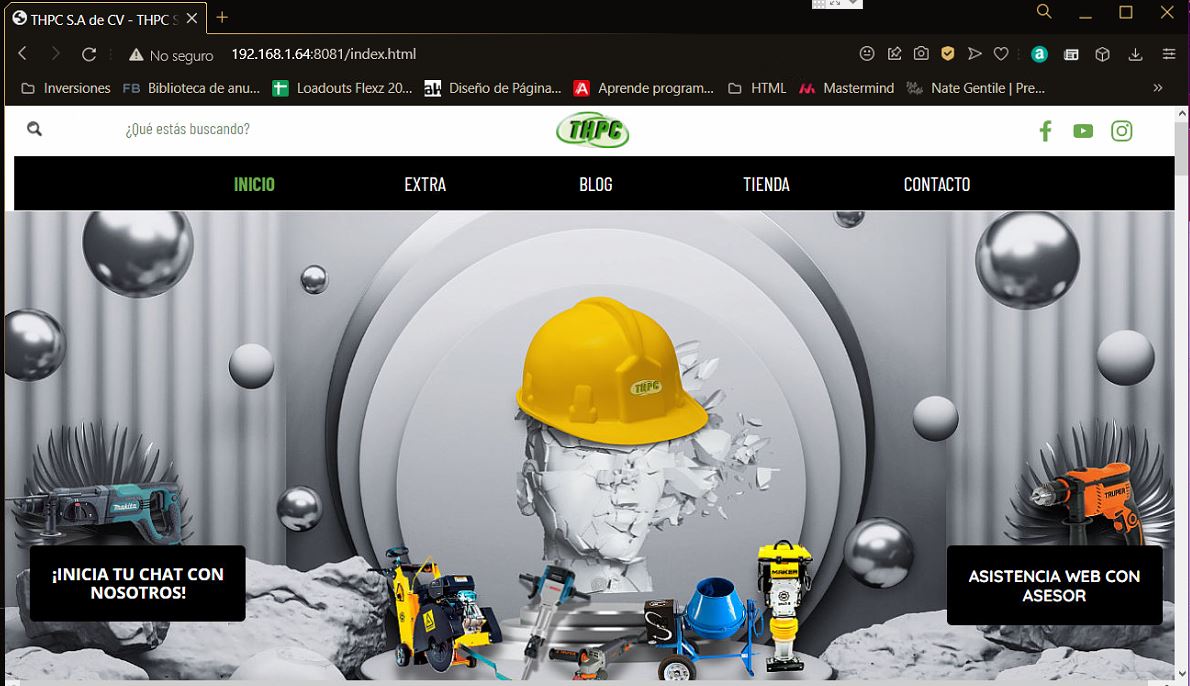 THPC S.A de CV - THPC S
No seguro
192.168.1.64:8081/index.html
Inversiones
FB Biblioteca de anu...
Loadouts Flexz 20...
Diseño de Página...
Aprende program...
HTML
Mastermind
Nate Gentile | Pre...
¿Qué estás buscando?
THPC
INICIO
EXTRA
BLOG
TIENDA
CONTACTO
THPC
Makita
TRUPER
MAKER
¡INICIA TU CHAT CON
NOSOTROS!
ASISTENCIA WEB CON
ASESOR